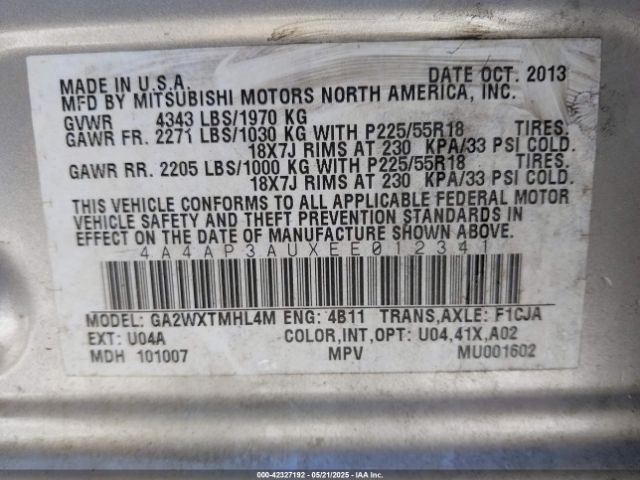 MADE IN U.S.A. DATE OCT. 2013
MFD BY MITSUBISHI MOTORS NORTH AMERICA, INC.
GVWR 4343 LBS/1970 KG
GAWR FR. 2271 LBS/1030 KG WITH P225/55R18 TIRES.
18X7J RIMS AT 230 KPA/33 PSI COLD.
GAWR RR. 2205 LBS/1000 KG WITH P225/55R18 TIRES.
18X7J RIMS AT 230 KPA/33 PSI COLD.
THIS VEHICLE CONFORMS TO ALL APPLICABLE FEDERAL MOTOR
VEHICLE SAFETY AND THEFT PREVENTION STANDARDS IN
EFFECT ON THE DATE OF MANUFACTURE SHOWN ABOVE.
4A4AP3AUXEE012341
MODEL: GA2WXTMHL4M ENG: 4B11 TRANS,AXLE: F1CJA
EXT: U04A COLOR,INT,OPT: U04,41X,A02
MDH 101007 MPV MU001602
000-42327192 - 05/21/2025 - IAAI, Inc.